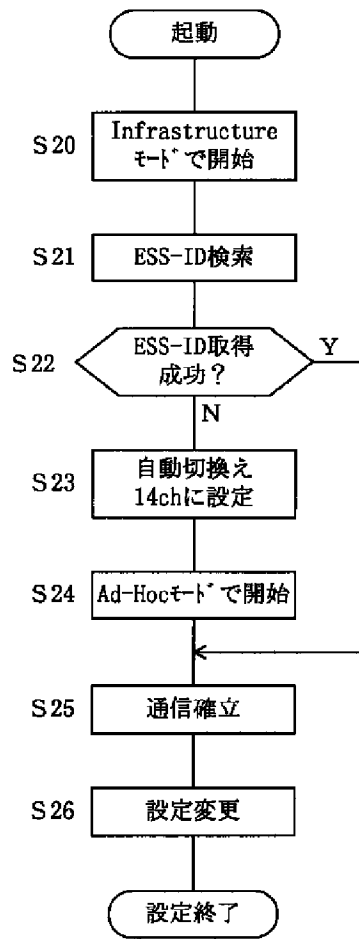 起動
S20
Infrastructure
ﾓｰﾄﾞで開始
S21
ESS-ID検索
S22
ESS-ID取得
成功？
Y
N
S23
自動切換え
14chに設定
S24
Ad-Hocﾓｰﾄﾞで開始
S25
通信確立
S26
設定変更
設定終了